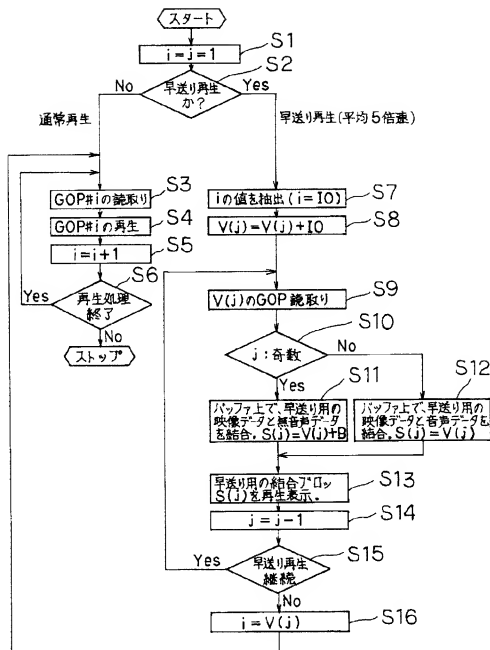 スタート
S1
i=j=1
S2
No
早送り再生
か?
Yes
通常再生
早送り再生(平均5倍速)
S3
GOP#iの読取り
S4
GOP#iの再生
S5
i=i+1
S6
Yes
再生処理
終了
No
ストップ
S7
iの値を抽出(i=IO)
S8
V(j)=V(j)+IO
S9
V(j)のGOP読取り
S10
j:奇数
No
Yes
S11
バッファ上で、早送り用の
映像データと無音声データ
を結合。S(j)=V(j)+B
S12
バッファ上で、早送り用の
映像データと音声データを
結合。S(j)=V(j)
S13
早送り用の結合ブロッ
S(j)を再生表示。
S14
j=j-1
S15
Yes
早送り再生
継続
No
S16
i=V(j)